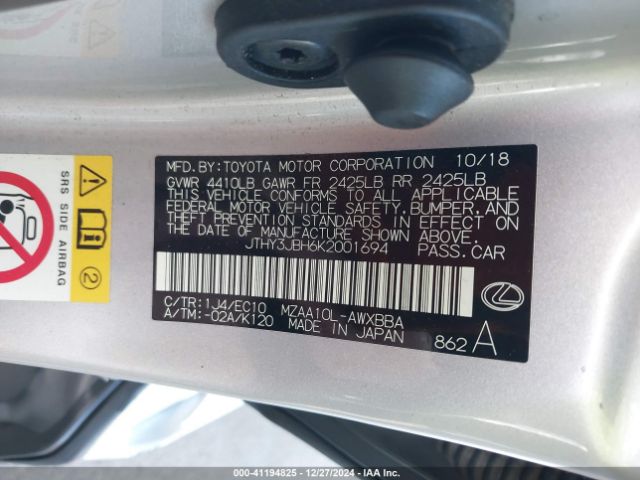 MFD. BY: TOYOTA MOTOR CORPORATION 10/18
GVWR 4410LB GAWR FR 2425LB RR 2425LB
THIS VEHICLE CONFORMS TO ALL APPLICABLE
FEDERAL MOTOR VEHICLE SAFETY, BUMPER, AND
THEFT PREVENTION STANDARDS IN EFFECT ON
THE DATE OF MANUFACTURE SHOWN ABOVE.
JTHY3JBH6K2001694 PASS. CAR
C/TR: 1J4/EC10 MZAA10L-AWXBBA
A/TM: -02A/K120 MADE IN JAPAN
862 A
SRS SIDE AIRBAG
2
000-41194825 - 12/27/2024 - IAA Inc.